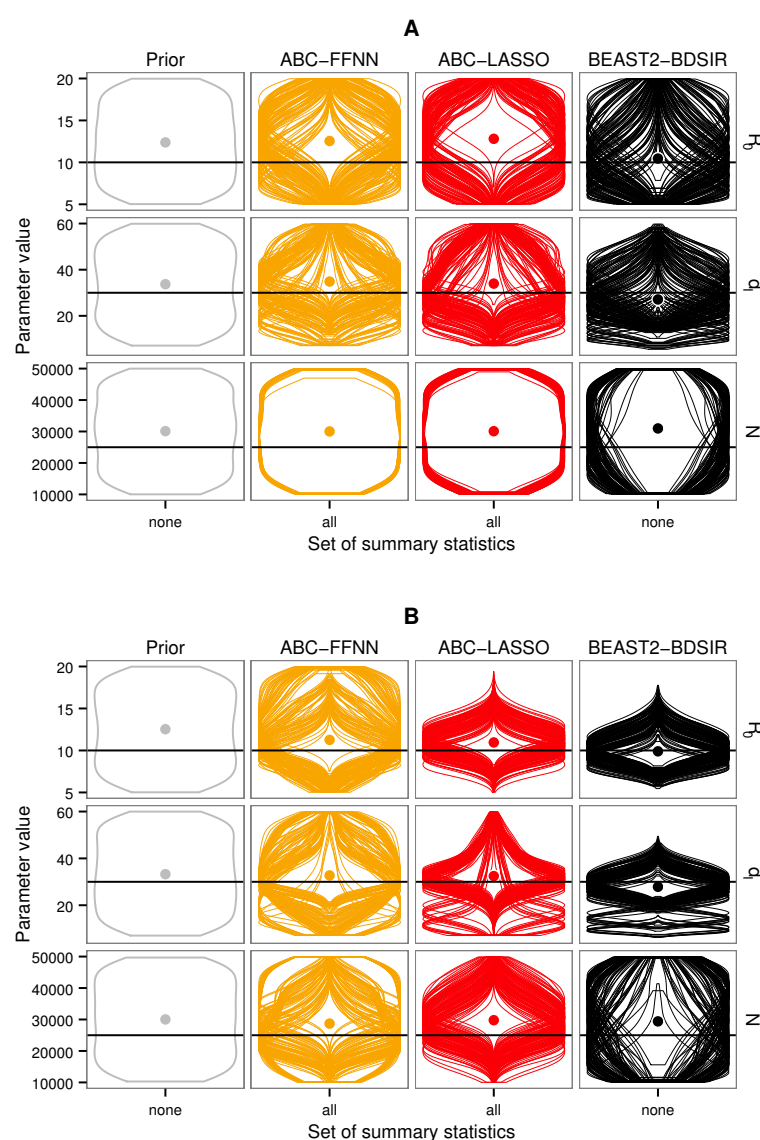 A
Prior ABC−FFNN ABC−LASSO BEAST2−BDSIR
20
15
10
5
R0
60
40
20
dI
50000
40000
30000
20000
10000
N
Parameter value
none all all none
Set of summary statistics
B
Prior ABC−FFNN ABC−LASSO BEAST2−BDSIR
20
15
10
5
R0
60
40
20
dI
50000
40000
30000
20000
10000
N
Parameter value
none all all none
Set of summary statistics